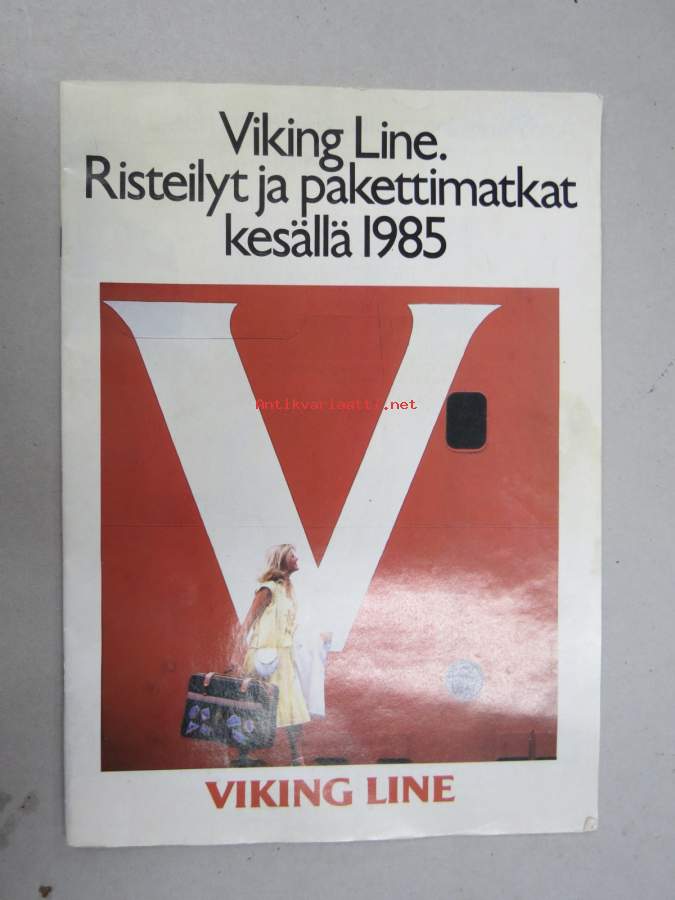 Viking Line.
Risteilyt ja pakettimatkat
kesällä 1985
V
Antikvariaatti.net
VIKING LINE